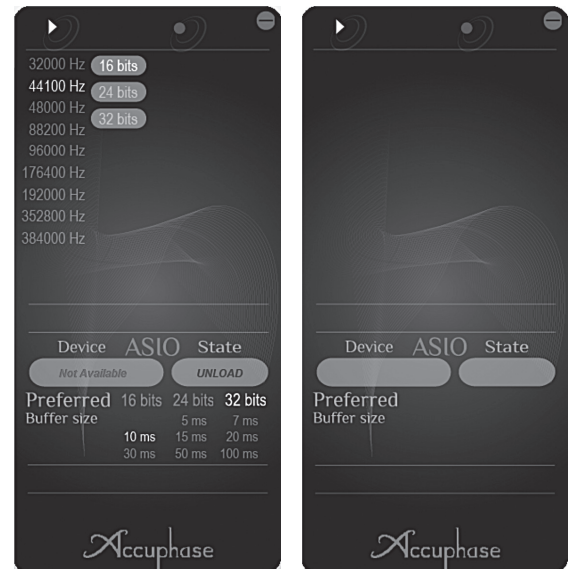 32000 Hz 16 bits
44100 Hz 24 bits
48000 Hz 32 bits
88200 Hz
96000 Hz
176400 Hz
192000 Hz
352800 Hz
384000 Hz
Device ASIO State
Not Available UNLOAD
Preferred 16 bits 24 bits 32 bits
Buffer size 5 ms 7 ms
10 ms 15 ms 20 ms
30 ms 50 ms 100 ms
Accuphase
Device ASIO State
Preferred
Buffer size
Accuphase